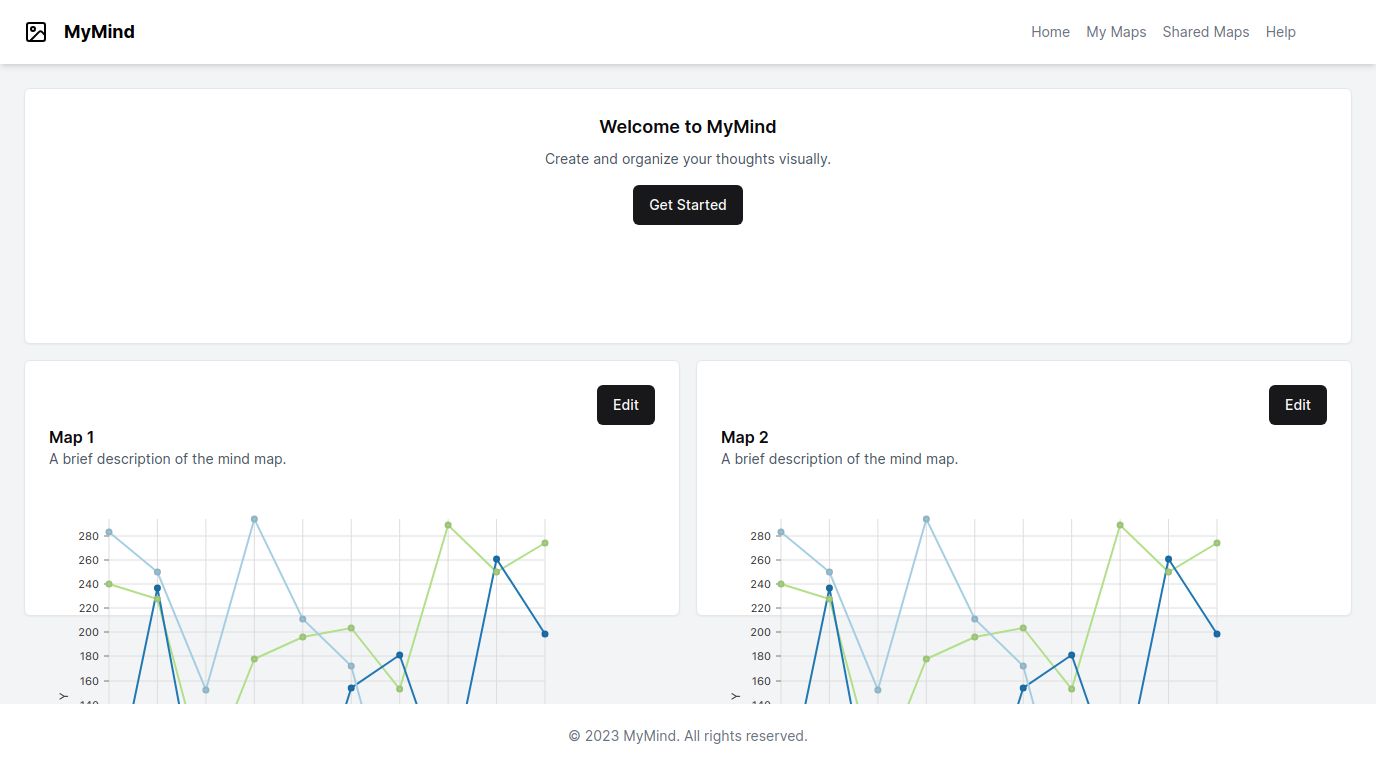 MyMind
Home My Maps Shared Maps Help
Welcome to MyMind
Create and organize your thoughts visually.
Get Started
Edit
Map 1
A brief description of the mind map.
280
260
240
220
200
180
160
Y
Edit
Map 2
A brief description of the mind map.
280
260
240
220
200
180
160
Y
© 2023 MyMind. All rights reserved.